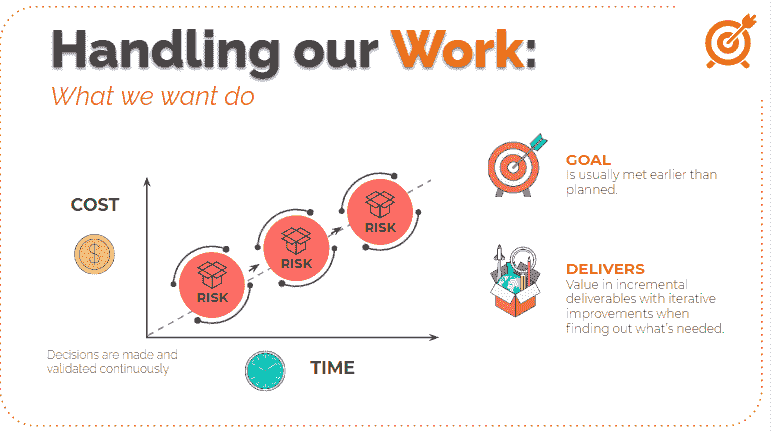 Handling our Work:
What we want do
COST
$
RISK
RISK
RISK
GOAL
Is usually met earlier than
planned.
DELIVERS
Value in incremental
deliverables with iterative
improvements when
finding out what's needed.
Decisions are made and
validated continuously
TIME